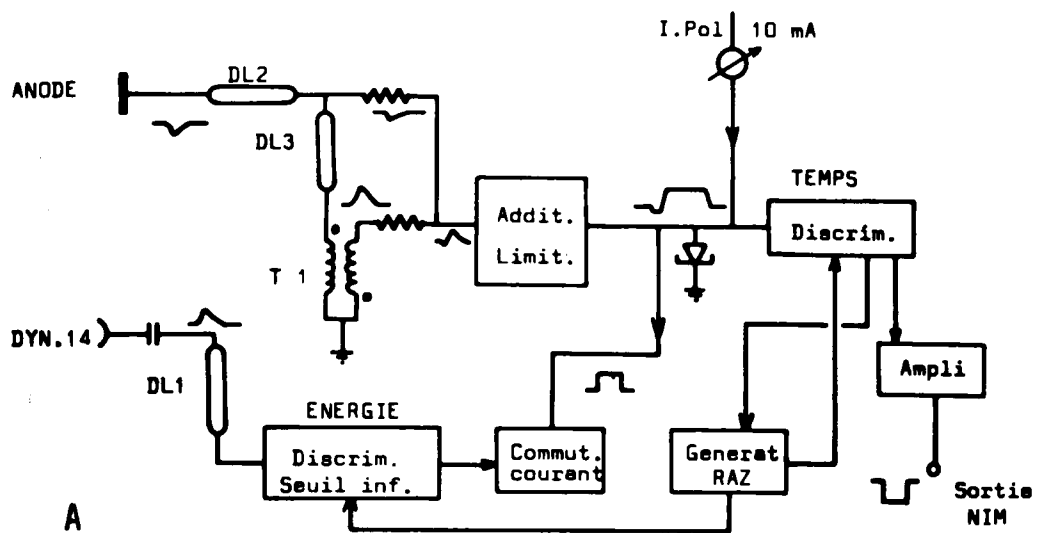 I.Pol 10 mA
DL2
ANODE
DL3
TEMPS
Addit.
Limit.
Discrim.
T 1
DYN.14
DL1
Ampli
ENERGIE
Discrim.
Seuil inf.
Commut.
courant
Generat
RAZ
Sortie
NIM
A